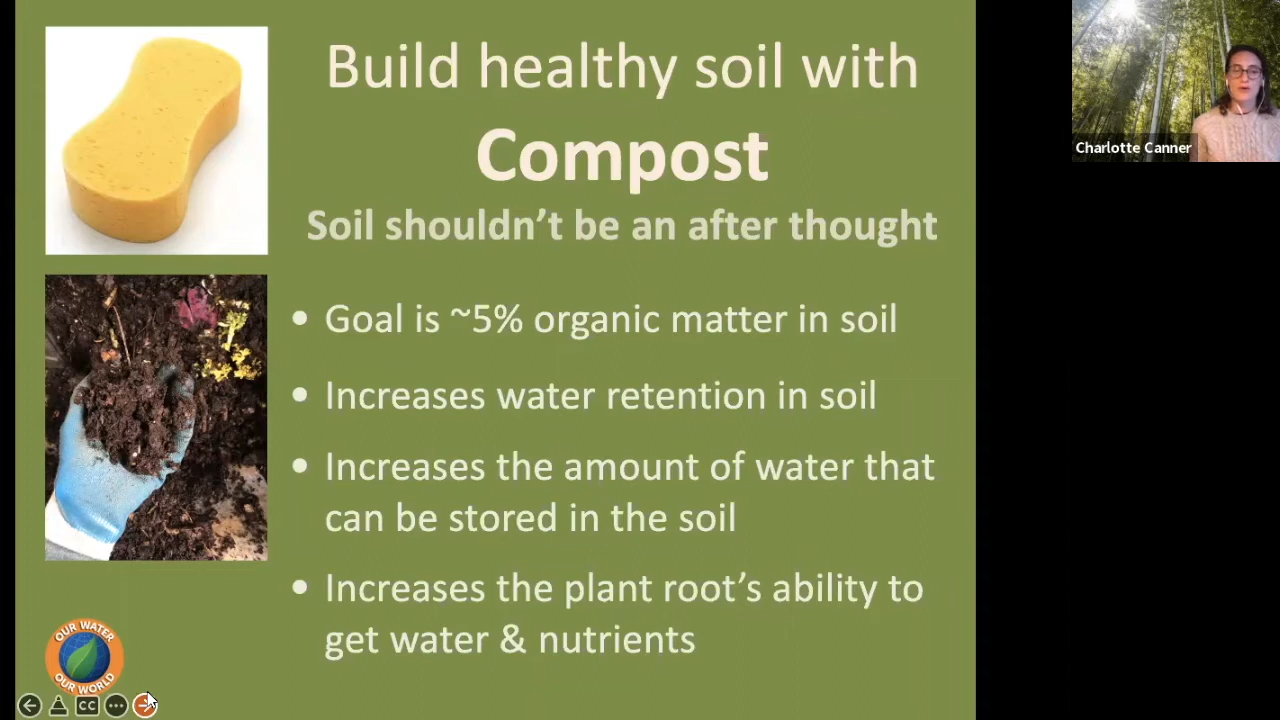 Build healthy soil with
Compost
Soil shouldn't be an after thought
• Goal is ~5% organic matter in soil
• Increases water retention in soil
• Increases the amount of water that
can be stored in the soil
• Increases the plant root's ability to
get water & nutrients
OUR WATER
OUR WORLD
CC
Charlotte Canner